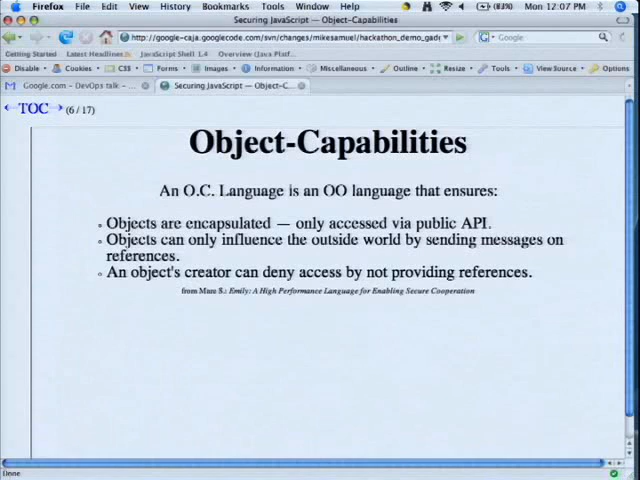 Firefox File Edit View History Bookmarks Tools Window Help Mon 12:07 PM
Securing JavaScript — Object-Capabilities
http://google-caja.googlecode.com/svn/changes/mikesamuel/hackathon_demo_gadg Google
Getting Started Latest Headlines JavaScript Shell 1.4 Overview (Java Platform
Disable Cookies CSS Forms Images Information Miscellaneous Outline Resize Tools View Source Options
Google.com – DevOps talk – ... Securing JavaScript — Object–C...
←TOC→ (6 / 17)
Object-Capabilities
An O.C. Language is an OO language that ensures:
Objects are encapsulated — only accessed via public API.
Objects can only influence the outside world by sending messages on
references.
An object's creator can deny access by not providing references.
from Marc S.: Emily: A High Performance Language for Enabling Secure Cooperation
Done